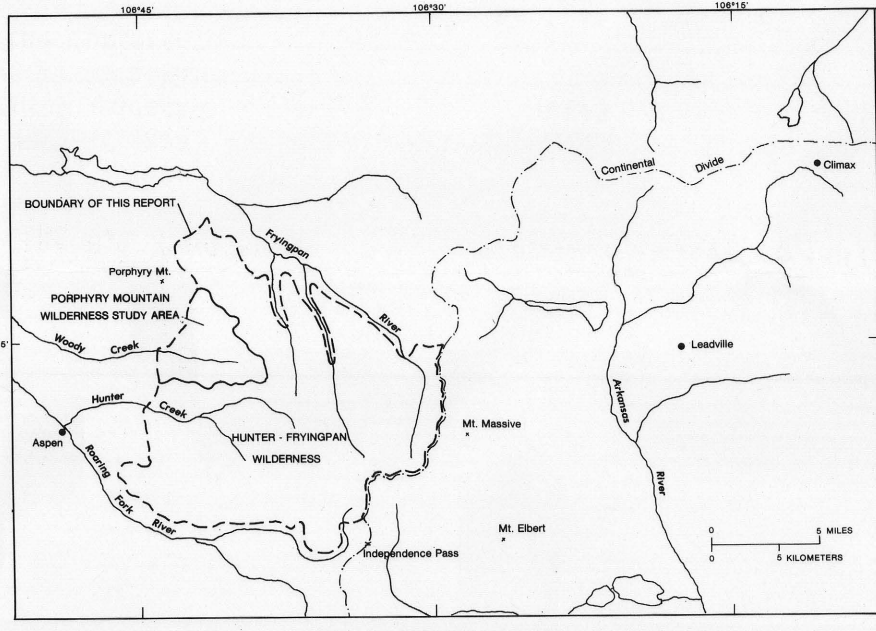 106°45'
106°30'
106°15'
Continental Divide
Climax
BOUNDARY OF THIS REPORT
Fryingpan
River
Porphyry Mt.
PORPHYRY MOUNTAIN
WILDERNESS STUDY AREA
Woody Creek
5'
Leadville
Hunter Creek
Arkansas
River
Aspen
Mt. Massive
HUNTER - FRYINGPAN
WILDERNESS
Roaring
Fork
River
Mt. Elbert
Independence Pass
0 5 MILES
0 5 KILOMETERS